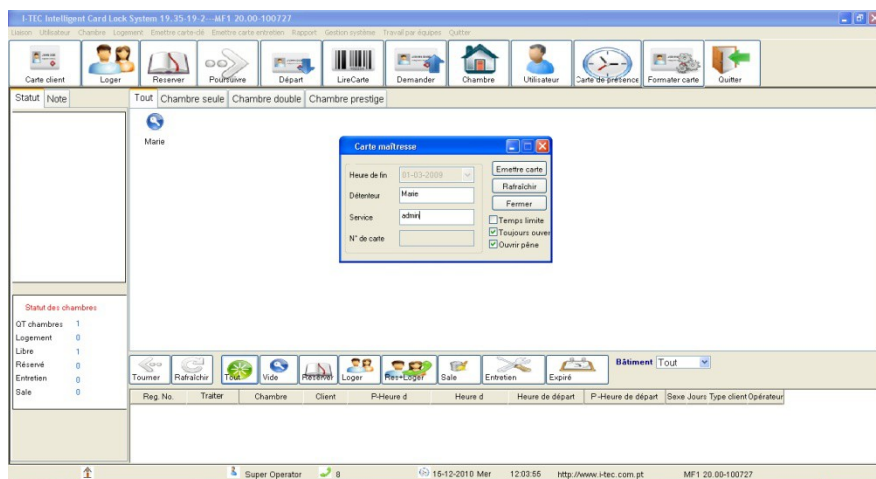 I-TEC Intelligent Card Lock System 19.35-19-2---MF1 20.00-100727
Liaison Utilisateur Chambre Logement Emettre carte-clé Emettre carte entretien Rapport Gestion système Travail par équipes Quitter
Carte client Loger Reserver Poursuivre Départ LireCarte Demander Chambre Utilisateur Carte de présence Formater carte Quitter
Statut Note Tout Chambre seule Chambre double Chambre prestige
Marie
Carte maîtresse
Heure de fin 01-03-2009 Emettre carte
Rafraîchir
Détenteur Marie
Fermer
Service admin
Temps limite
Toujours ouver
N° de carte
Ouvrir pêne
Statut des chambres
QT chambres 1
Logement 0
Libre 1
Réservé 0
Entretien 0
Sale 0
Tourner Rafraîchir Tout Vide Reserver Loger Res+Loger Sale Entretien Expiré Bâtiment Tout
Reg. No. Traiter Chambre Client P-Heure d Heure d Heure de départ P-Heure de départ Sexe Jours Type client Opérateur
Super Operator 8 15-12-2010 Mer 12:03:55 http://www.i-tec.com.pt MF1 20.00-100727